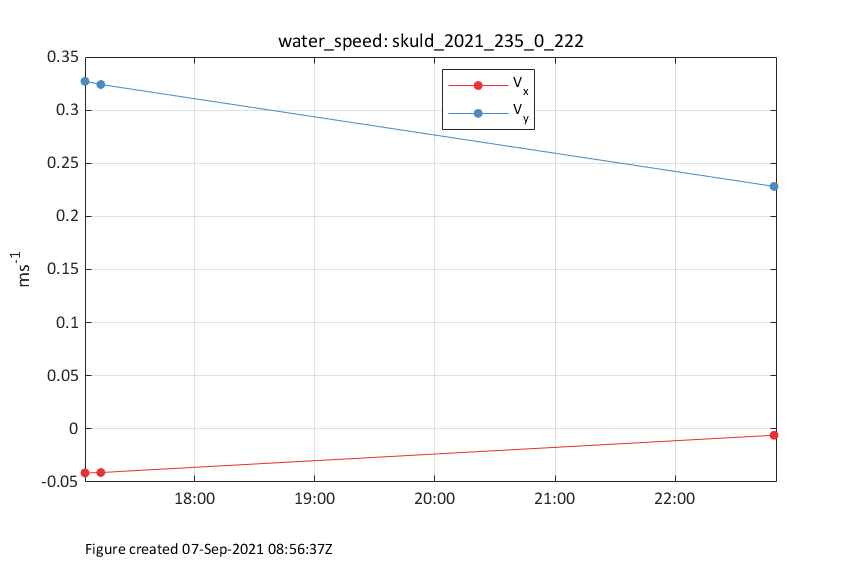 water_speed: skuld_2021_235_0_222
0.35
0.3
0.25
0.2
0.15
0.1
0.05
0
-0.05
ms-1
Vx
Vy
18:00 19:00 20:00 21:00 22:00
Figure created 07-Sep-2021 08:56:37Z